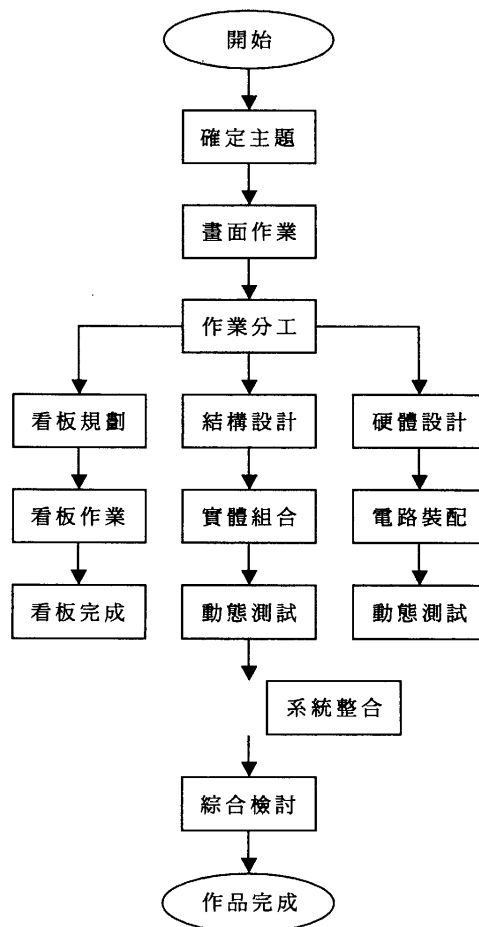 開始
確定主題
畫面作業
作業分工
看板規劃 結構設計 硬體設計
看板作業 實體組合 電路裝配
看板完成 動態測試 動態測試
系統整合
綜合檢討
作品完成